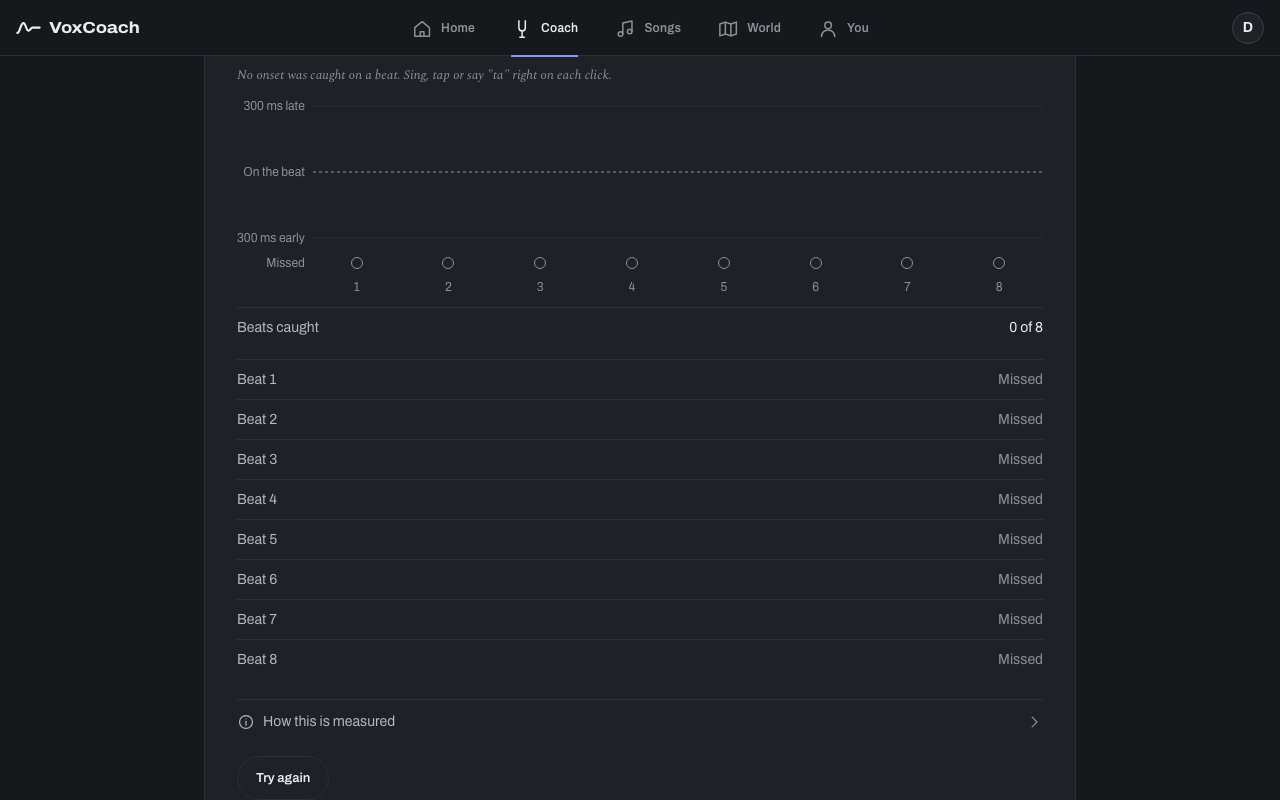 VoxCoach
Home
Coach
Songs
World
You
D
No onset was caught on a beat. Sing, tap or say "ta" right on each click.
300 ms late
On the beat
300 ms early
Missed
1 2 3 4 5 6 7 8
Beats caught 0 of 8
Beat 1 Missed
Beat 2 Missed
Beat 3 Missed
Beat 4 Missed
Beat 5 Missed
Beat 6 Missed
Beat 7 Missed
Beat 8 Missed
How this is measured
Try again